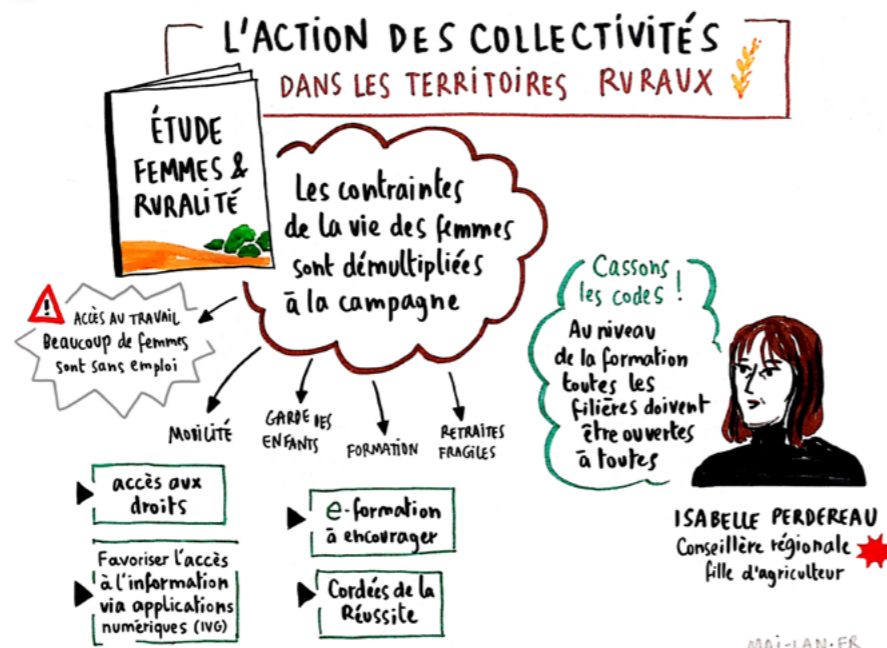 L'ACTION DES COLLECTIVITÉS
DANS LES TERRITOIRES RURAUX
ÉTUDE
FEMMES &
RURALITÉ
Les contraintes
de la vie des femmes
sont démultipliées
à la campagne
ACCÈS AU TRAVAIL
Beaucoup de femmes
sont sans emploi
MOBILITÉ
GARDE DES
ENFANTS
FORMATION
RETRAITES
FRAGILES
accès aux
droits
Favoriser l'accès
à l'information
via applications
numériques (IVG)
e-formation
à encourager
Cordées de la
Réussite
Cassons
les codes !
Au niveau
de la formation
toutes les
filières doivent
être ouvertes
à toutes
ISABELLE PERDEREAU
Conseillère régionale
fille d'agriculteur
MAI-LAN.FR